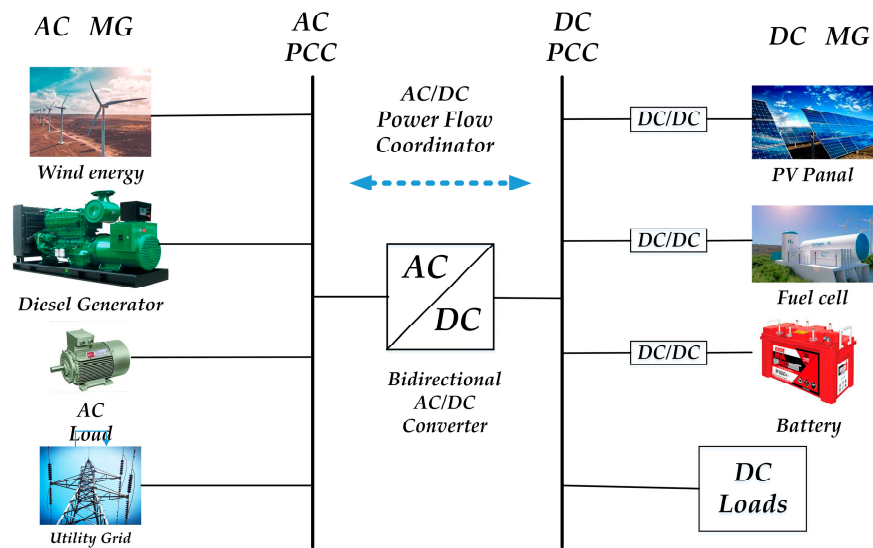 AC MG
AC
PCC
DC
PCC
DC MG
AC/DC
Power Flow
Coordinator
Wind energy
DC/DC
PV Panal
Diesel Generator
AC
DC
DC/DC
Fuel cell
AC
Load
Bidirectional
AC/DC
Converter
DC/DC
Battery
Utility Grid
DC
Loads